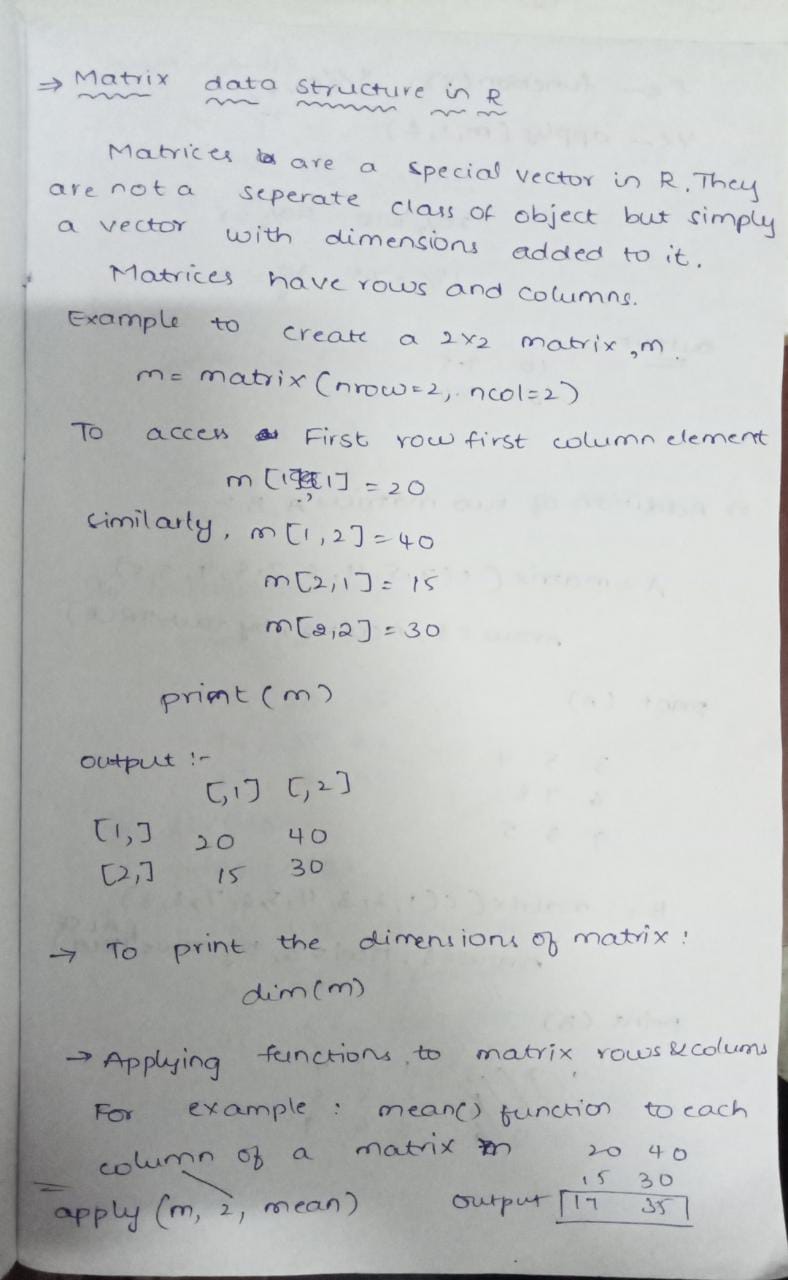 ⇒ Matrix data structure in R
Matrices are a special vector in R. They
are not a seperate class of object but simply
a vector with dimensions added to it.
Matrices have rows and columns.
Example to create a 2x2 matrix, m.
m = matrix (nrow=2, ncol=2)
To access First row first column element
m [1,1] = 20
similarly, m [1,2] = 40
m[2,1] = 15
m[2,2] = 30
print (m)
output :-
[,1] [,2]
[1,] 20 40
[2,] 15 30
→ To print the dimensions of matrix :
dim(m)
→ Applying functions to matrix rows & colums
For example : mean() function to each
column of a matrix m 20 40
15 30
apply (m, 2, mean) output 17 35